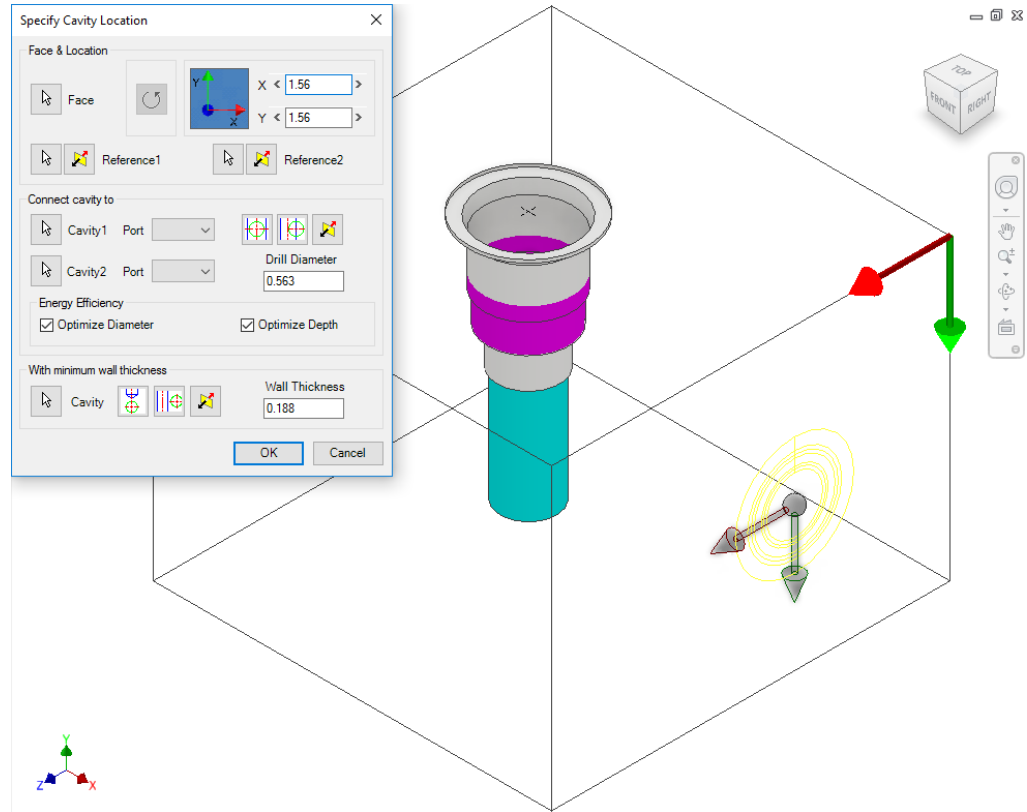 Specify Cavity Location
Face & Location
Face
Y
X
X < 1.56 >
Y < 1.56 >
Reference1
Reference2
Connect cavity to
Cavity1 Port
Cavity2 Port
Drill Diameter
0.563
Energy Efficiency
Optimize Diameter
Optimize Depth
With minimum wall thickness
Cavity
Wall Thickness
0.188
OK
Cancel
TOP
FRONT
RIGHT
Y
Z
X